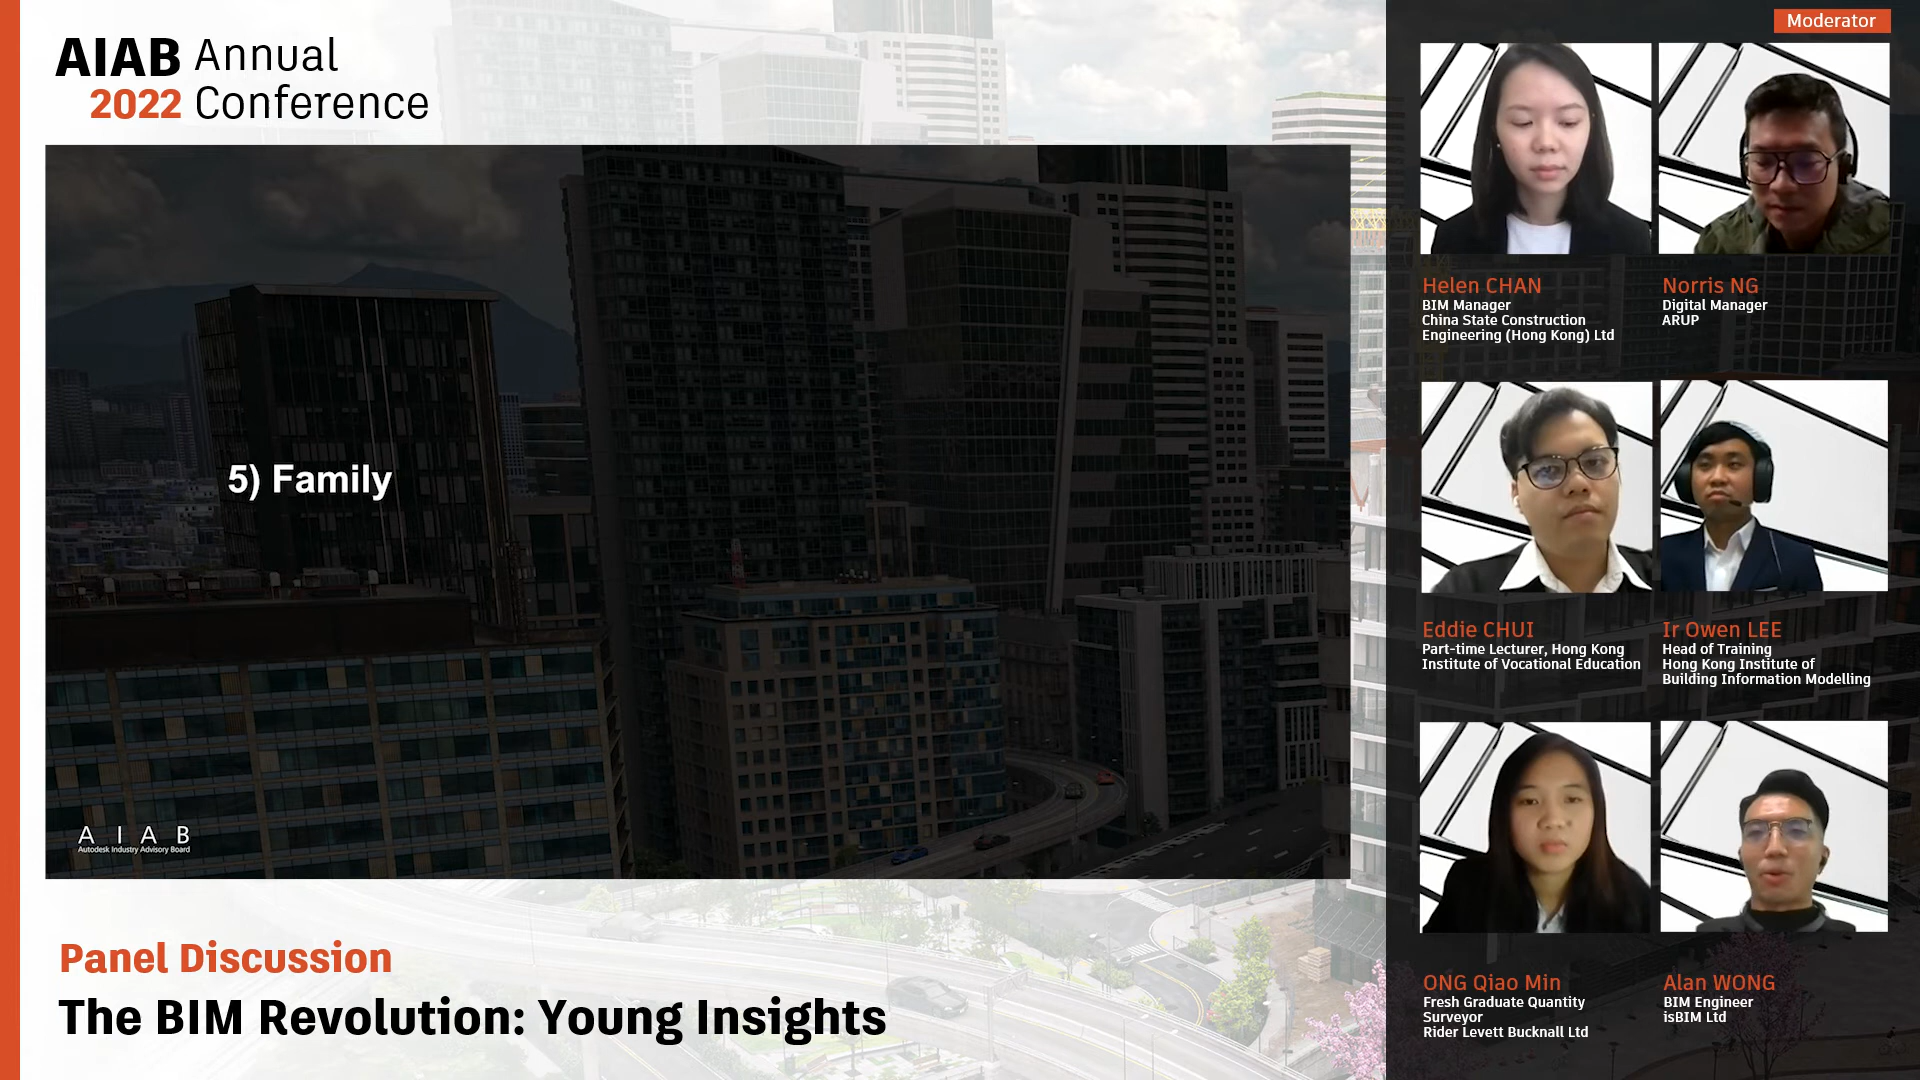 AIAB Annual
2022 Conference
5) Family
A I A B
Autodesk Industry Advisory Board
Panel Discussion
The BIM Revolution: Young Insights
Moderator
Helen CHAN
BIM Manager
China State Construction
Engineering (Hong Kong) Ltd
Norris NG
Digital Manager
ARUP
Eddie CHUI
Part-time Lecturer, Hong Kong
Institute of Vocational Education
Ir Owen LEE
Head of Training
Hong Kong Institute of
Building Information Modelling
ONG Qiao Min
Fresh Graduate Quantity
Surveyor
Rider Levett Bucknall Ltd
Alan WONG
BIM Engineer
isBIM Ltd